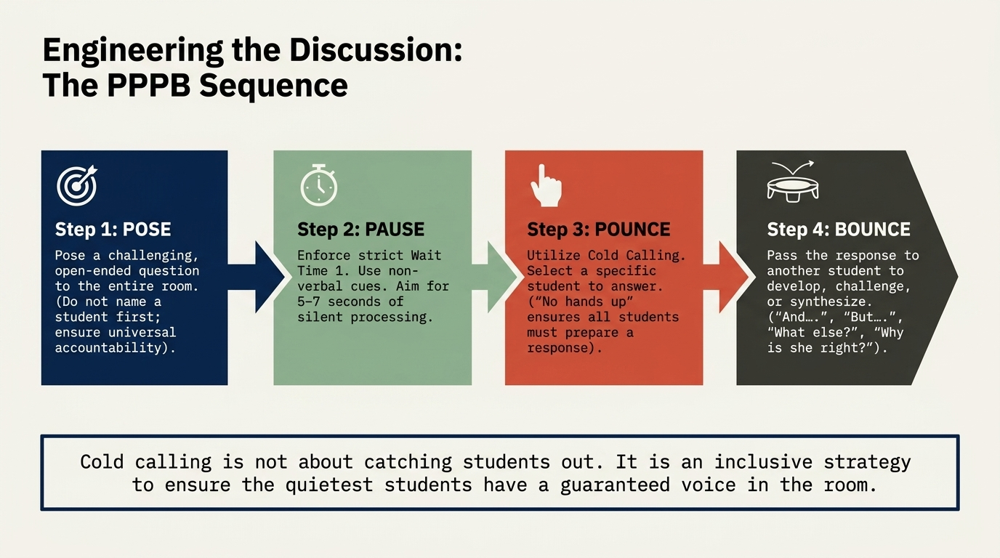 Engineering the Discussion:
The PPPB Sequence
Step 1: POSE
Pose a challenging,
open-ended question
to the entire room.
(Do not name a
student first;
ensure universal
accountability).
Step 2: PAUSE
Enforce strict Wait
Time 1. Use non-
verbal cues. Aim for
5–7 seconds of
silent processing.
Step 3: POUNCE
Utilize Cold Calling.
Select a specific
student to answer.
(“No hands up”
ensures all students
must prepare a
response).
Step 4: BOUNCE
Pass the response to
another student to
develop, challenge,
or synthesize.
(“And….”, “But….”,
“What else?”, “Why
is she right?”).
Cold calling is not about catching students out. It is an inclusive strategy
to ensure the quietest students have a guaranteed voice in the room.